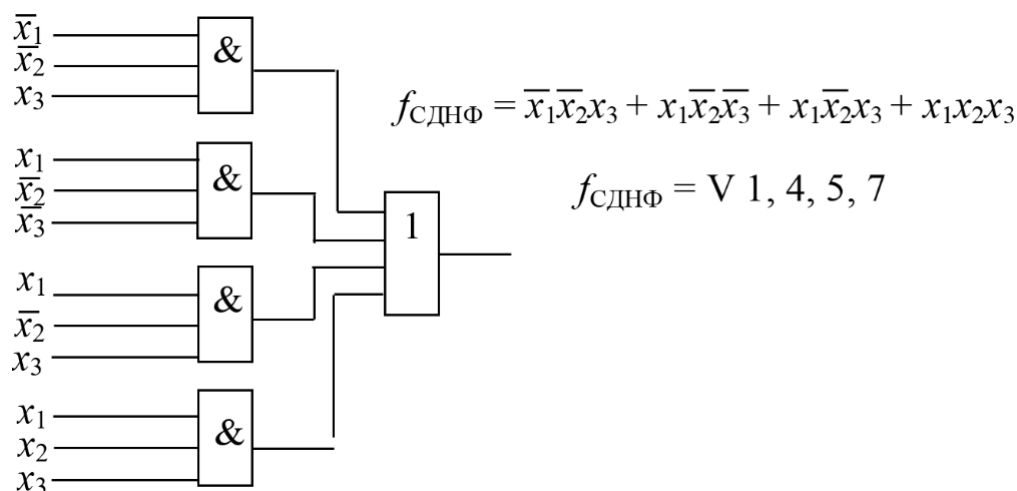 x̅₁
x̅₂
x₃
&
x₁
x̅₂
x̅₃
&
x₁
x̅₂
x₃
&
x₁
x₂
x₃
&
1
fСДНФ = x̅₁x̅₂x₃ + x₁x̅₂x̅₃ + x₁x̅₂x₃ + x₁x₂x₃
fСДНФ = V 1, 4, 5, 7